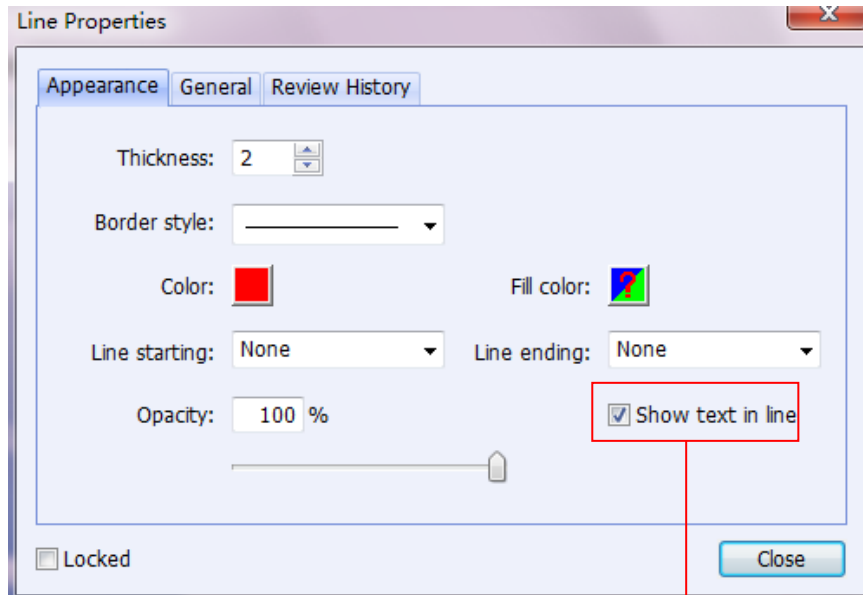 Line Properties
Appearance General Review History
Thickness: 2
Border style:
Color: Fill color: ?
Line starting: None Line ending: None
Opacity: 100 % Show text in line
Locked Close